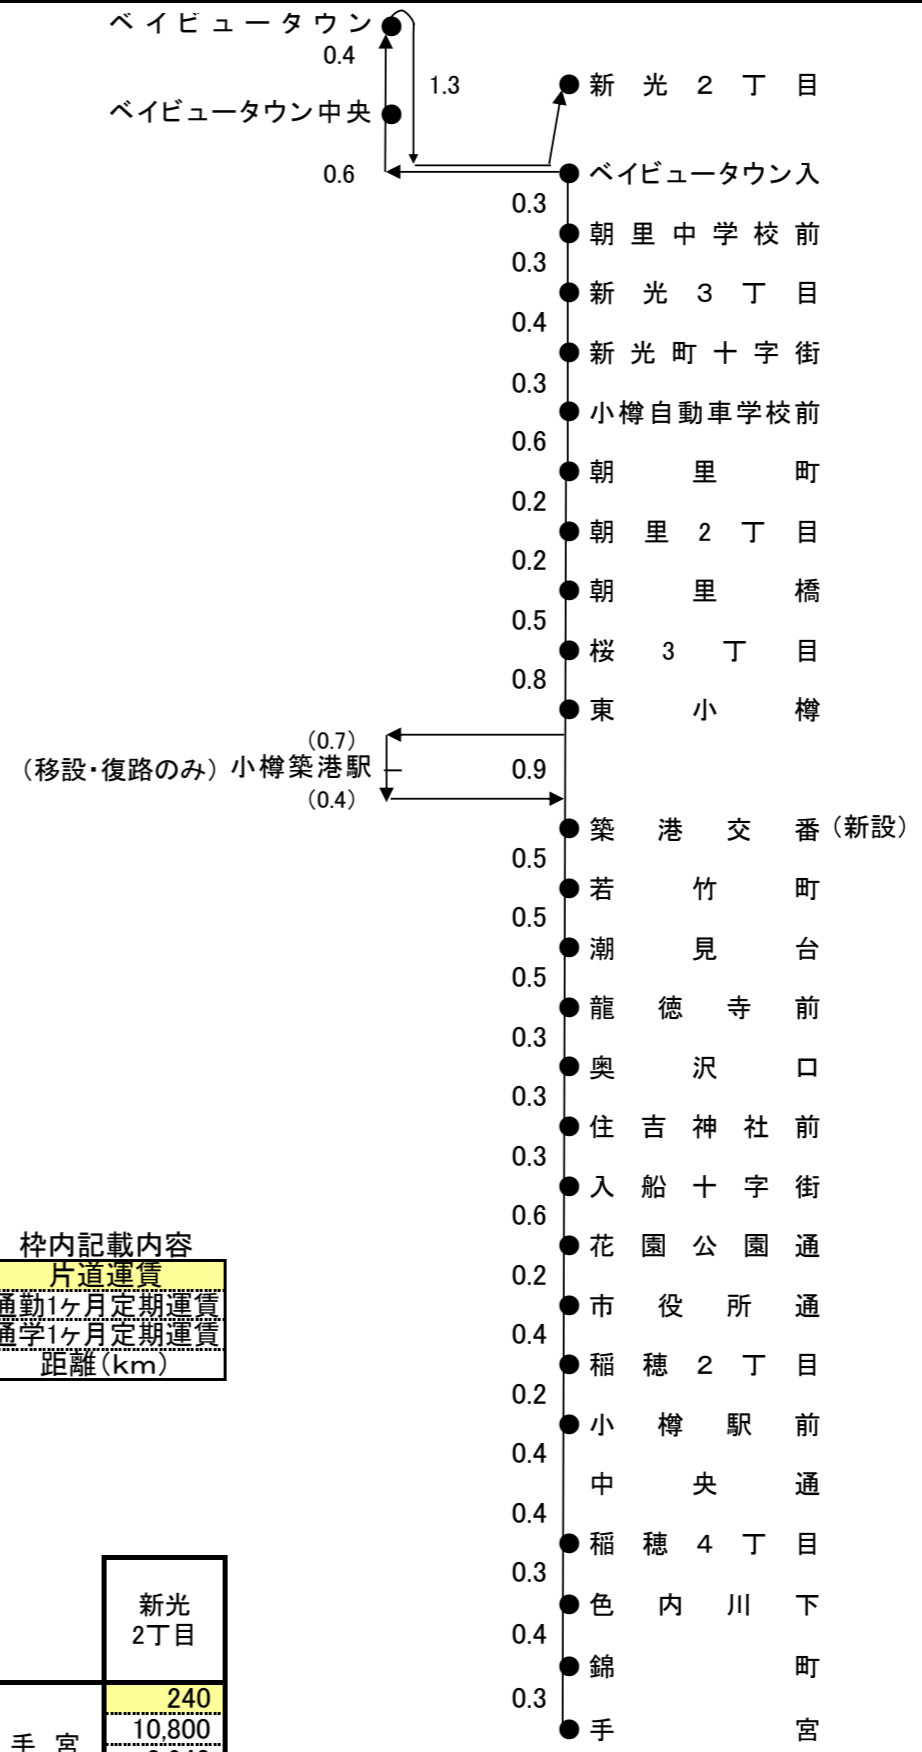 ベイビュータウン
0.4
1.3
新光２丁目
ベイビュータウン中央
0.6
ベイビュータウン入
0.3
朝里中学校前
0.3
新光３丁目
0.4
新光町十字街
0.3
小樽自動車学校前
0.6
朝里町
0.2
朝里２丁目
0.2
朝里橋
0.5
桜3丁目
0.8
東小樽
(0.7)
(移設・復路のみ) 小樽築港駅
0.9
(0.4)
築港交番(新設)
0.5
若竹町
0.5
潮見台
0.5
龍徳寺前
0.3
奥沢口
0.3
住吉神社前
0.3
入船十字街
0.6
花園公園通
0.2
市役所通
0.4
稲穂２丁目
0.2
小樽駅前
0.4
中央通
0.4
稲穂４丁目
0.3
色内川下
0.4
錦町
0.3
手宮
枠内記載内容
片道運賃
通勤1ヶ月定期運賃
通学1ヶ月定期運賃
距離(km)
新光
2丁目
手宮
240
10,800